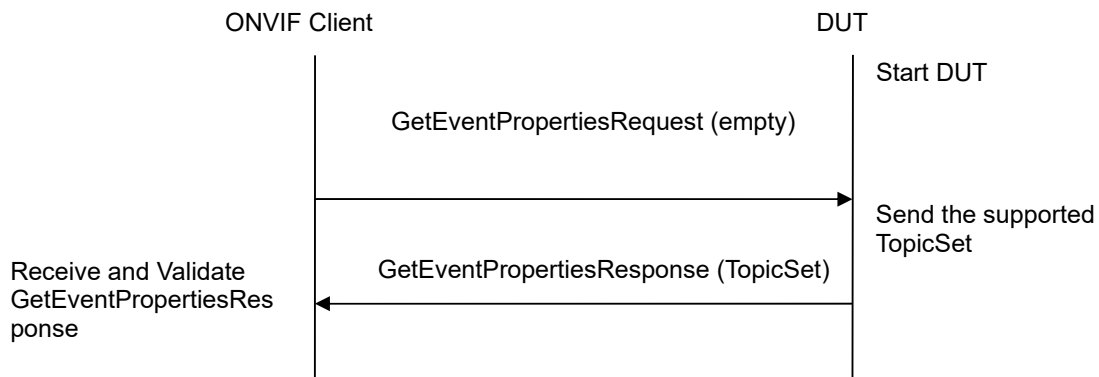 ONVIF Client
DUT
Start DUT
GetEventPropertiesRequest (empty)
Send the supported
TopicSet
Receive and Validate
GetEventPropertiesRes
ponse
GetEventPropertiesResponse (TopicSet)